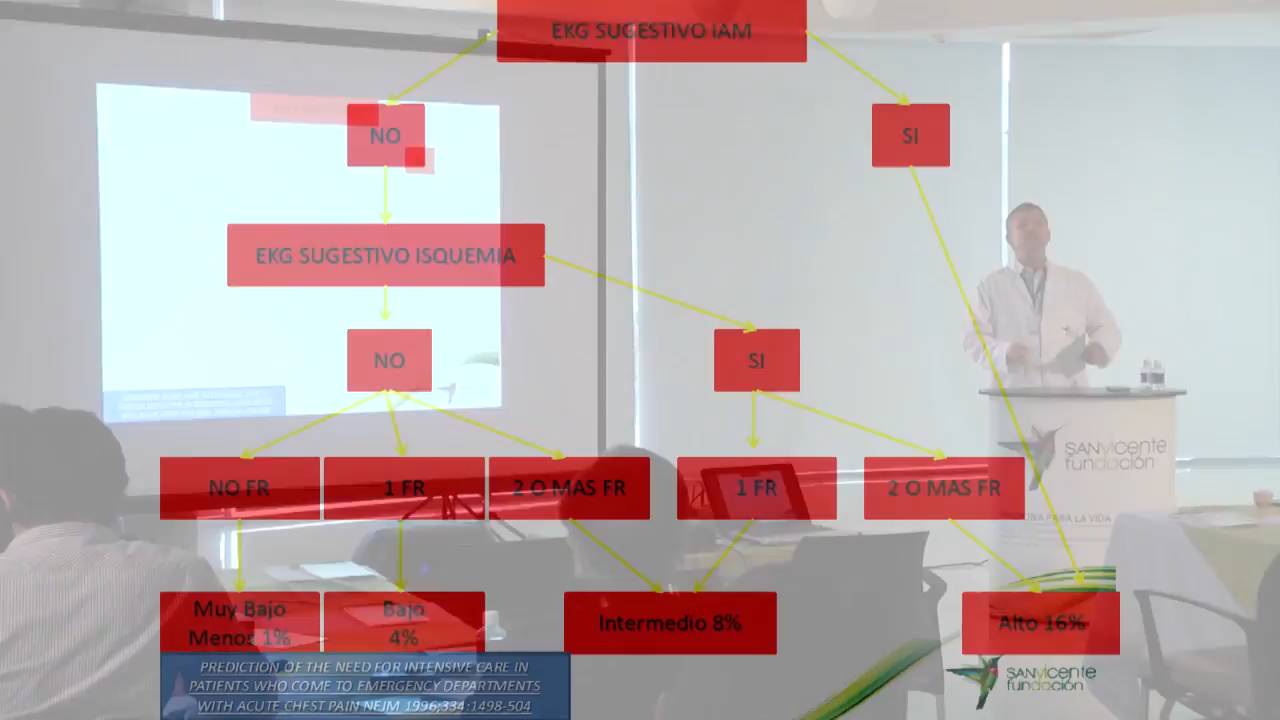 EKG SUGESTIVO IAM
NO
SI
EKG SUGESTIVO ISQUEMIA
NO
SI
NO FR
1 FR
2 O MAS FR
1 FR
2 O MAS FR
Muy Bajo
Menos 1%
Bajo
4%
Intermedio 8%
Alto 16%
PREDICTION OF THE NEED FOR INTENSIVE CARE IN
PATIENTS WHO COME TO EMERGENCY DEPARTMENTS
WITH ACUTE CHEST PAIN NEJM 1996;334:1498-504
SANVICENTE
fundación
PARA LA VIDA
SANVICENTE
fundación